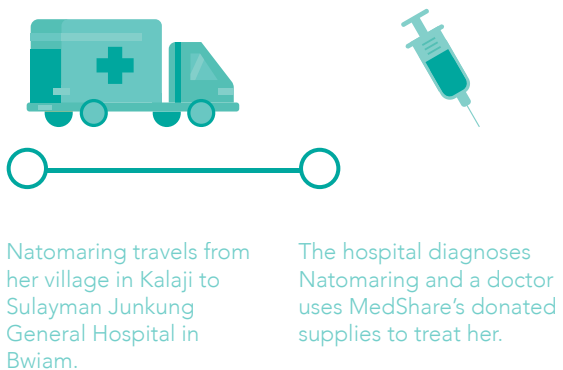 Natomaring travels from
her village in Kalaji to
Sulayman Junkung
General Hospital in
Bwiam.
The hospital diagnoses
Natomaring and a doctor
uses MedShare's donated
supplies to treat her.